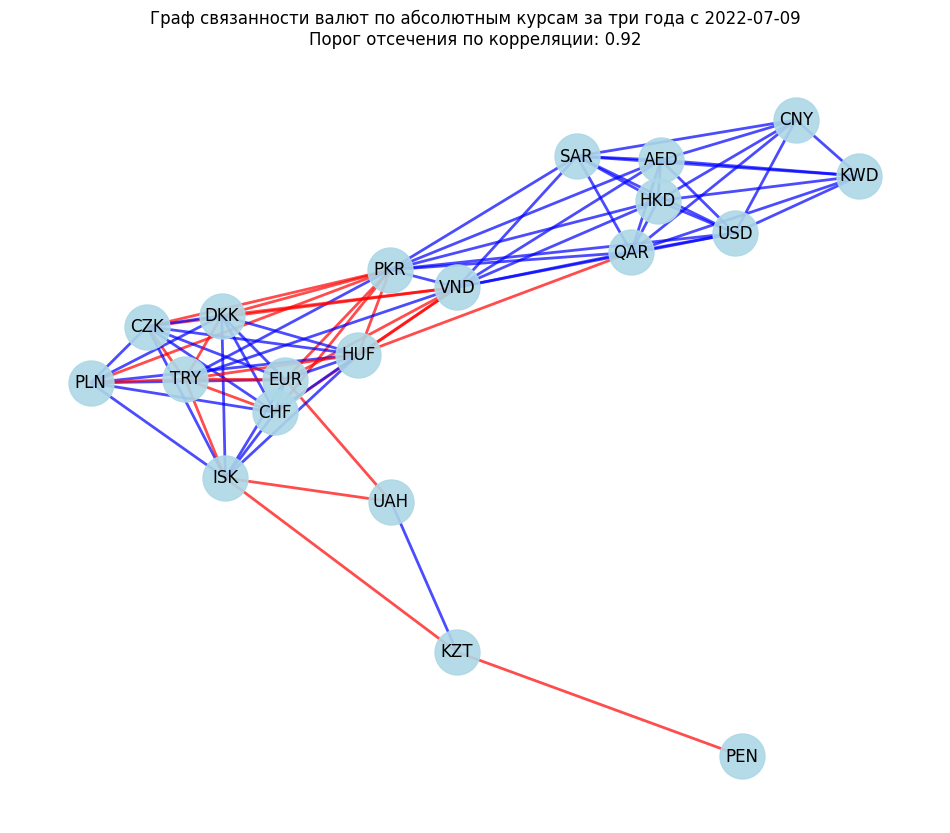 Граф связанности валют по абсолютным курсам за три года с 2022-07-09
Порог отсечения по корреляции: 0.92
CNY
SAR
AED
KWD
HKD
USD
QAR
PKR
VND
DKK
CZK
HUF
TRY
EUR
PLN
CHF
ISK
UAH
KZT
PEN